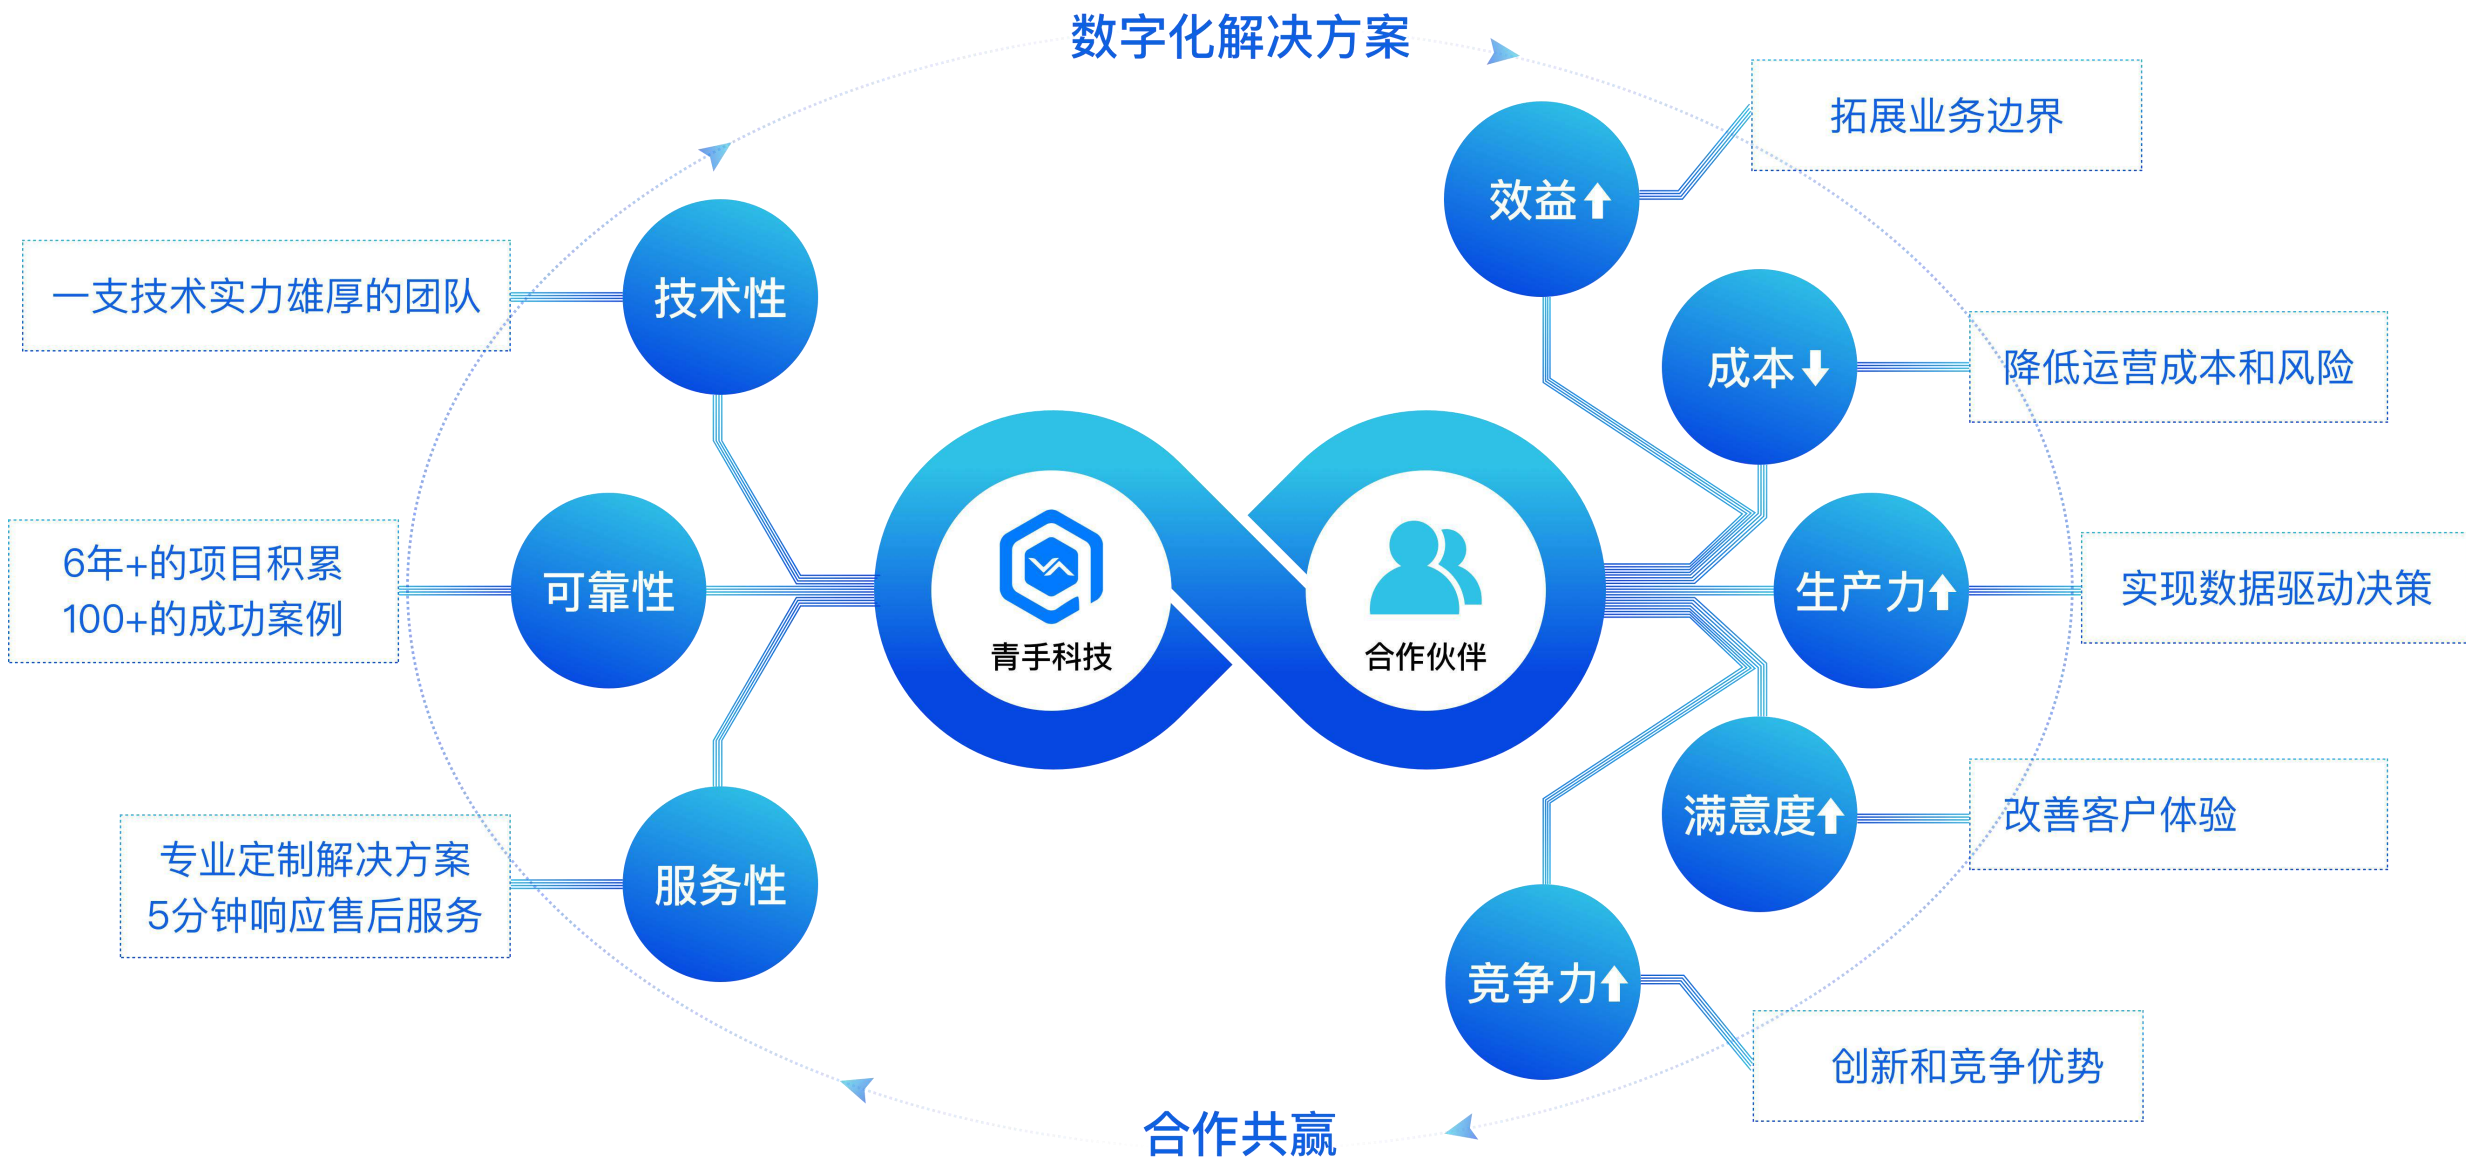 数字化解决方案
技术性
一支技术实力雄厚的团队
可靠性
6年+的项目积累
100+的成功案例
服务性
专业定制解决方案
5分钟响应售后服务
青手科技
合作伙伴
效益
拓展业务边界
成本
降低运营成本和风险
生产力
实现数据驱动决策
满意度
改善客户体验
竞争力
创新和竞争优势
合作共赢